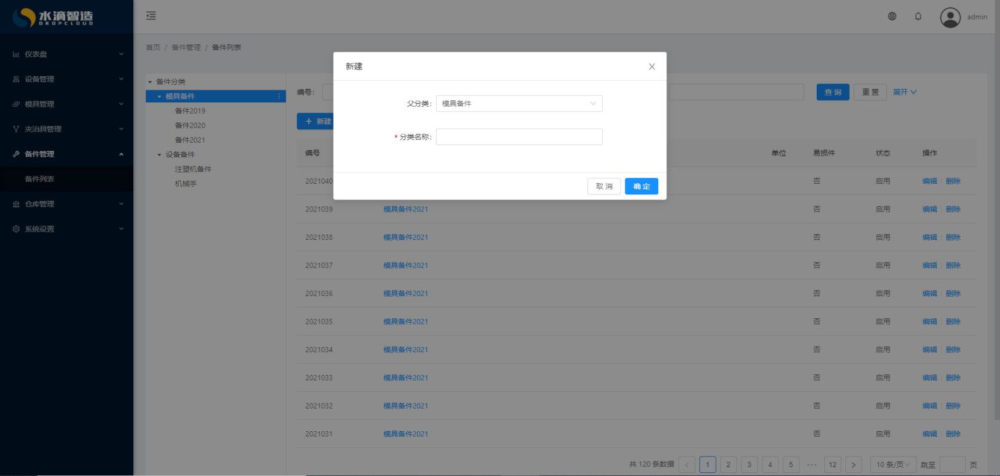 水滴智造
DROPCLOUD
admin
仪表盘
设备管理
模具管理
夹治具管理
备件管理
备件列表
仓库管理
系统设置
首页 / 备件管理 / 备件列表
备件分类
模具备件
备件2019
备件2020
备件2021
设备备件
注塑机备件
机械手
编号:
查询
重置
展开
+ 新建
新建
父分类: 模具备件
* 分类名称:
取消
确定
编号 单位 易损件 状态 操作
2021040 否 启用 编辑 删除
2021039 模具备件2021 否 启用 编辑 删除
2021038 模具备件2021 否 启用 编辑 删除
2021037 模具备件2021 否 启用 编辑 删除
2021036 模具备件2021 否 启用 编辑 删除
2021035 模具备件2021 否 启用 编辑 删除
2021034 模具备件2021 否 启用 编辑 删除
2021033 模具备件2021 否 启用 编辑 删除
2021032 模具备件2021 否 启用 编辑 删除
2021031 模具备件2021 否 启用 编辑 删除
共 120 条数据 < 1 2 3 4 5 ••• 12 > 10 条/页 跳至 页